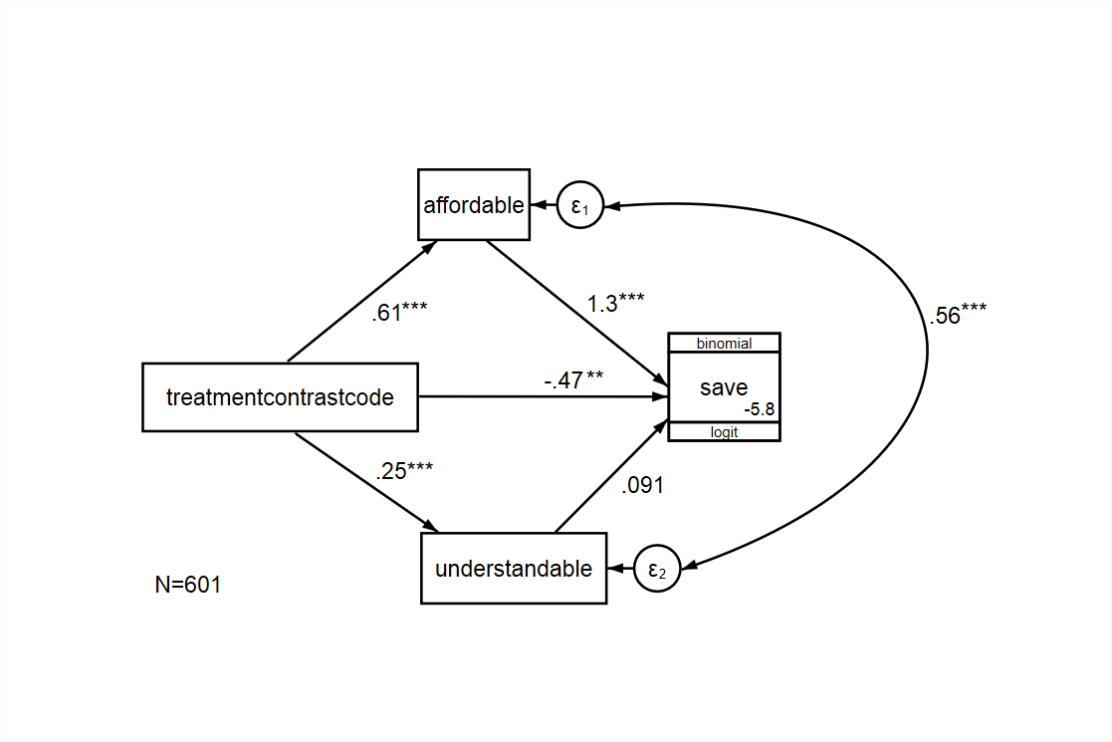 affordable
ε1
.61***
1.3***
.56***
binomial
treatmentcontrastcode
-.47 **
save
-5.8
logit
.25***
.091
understandable
ε2
N=601